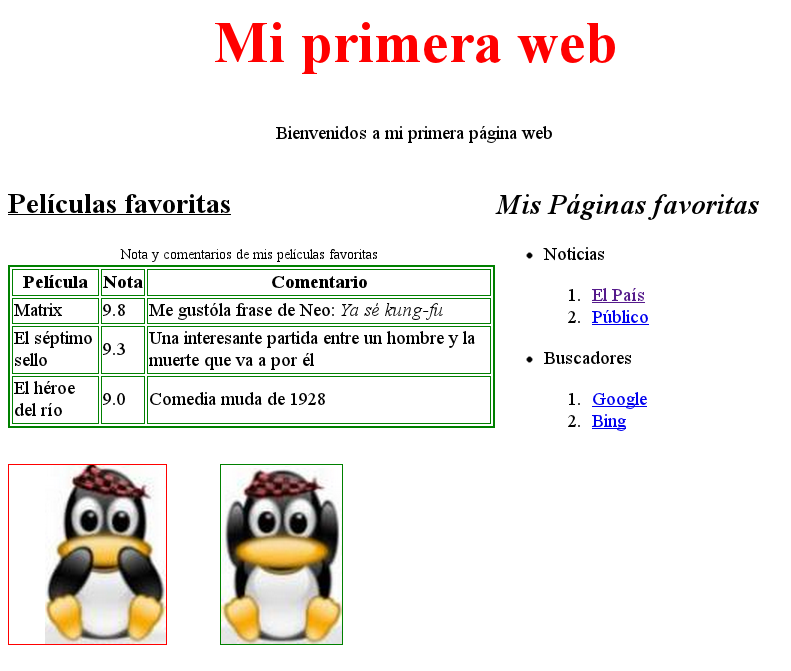 Mi primera web
Bienvenidos a mi primera página web
Películas favoritas
Nota y comentarios de mis películas favoritas
Película Nota Comentario
Matrix 9.8 Me gustóla frase de Neo: Ya sé kung-fu
El séptimo
sello
9.3
Una interesante partida entre un hombre y la
muerte que va a por él
El héroe
del río
9.0
Comedia muda de 1928
Mis Páginas favoritas
• Noticias
1. El País
2. Público
• Buscadores
1. Google
2. Bing